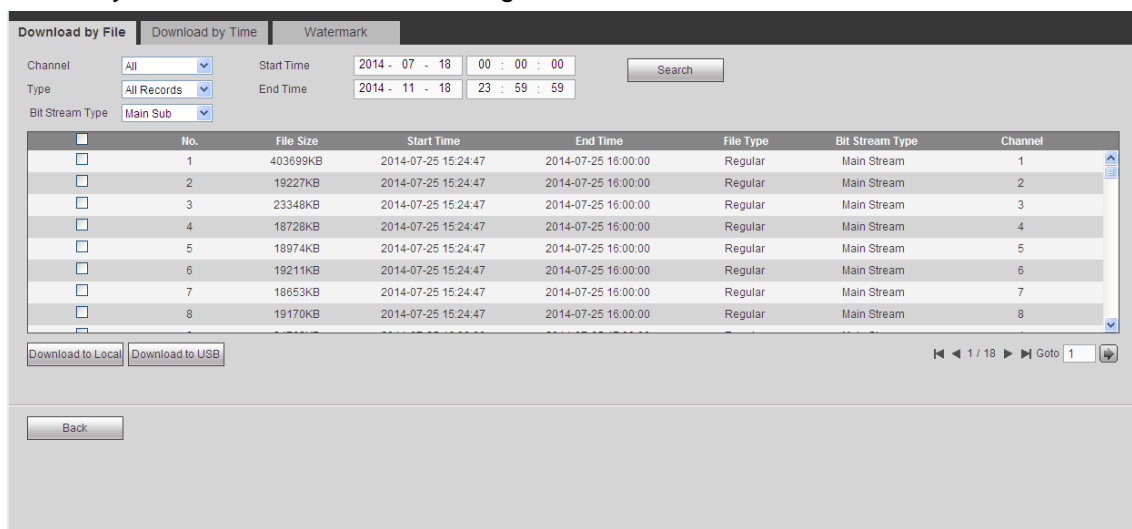 Download by File Download by Time Watermark
Channel All Start Time 2014 - 07 - 18 00 : 00 : 00 Search
Type All Records End Time 2014 - 11 - 18 23 : 59 : 59
Bit Stream Type Main Sub
No. File Size Start Time End Time File Type Bit Stream Type Channel
1 403699KB 2014-07-25 15:24:47 2014-07-25 16:00:00 Regular Main Stream 1
2 19227KB 2014-07-25 15:24:47 2014-07-25 16:00:00 Regular Main Stream 2
3 23348KB 2014-07-25 15:24:47 2014-07-25 16:00:00 Regular Main Stream 3
4 18728KB 2014-07-25 15:24:47 2014-07-25 16:00:00 Regular Main Stream 4
5 18974KB 2014-07-25 15:24:47 2014-07-25 16:00:00 Regular Main Stream 5
6 19211KB 2014-07-25 15:24:47 2014-07-25 16:00:00 Regular Main Stream 6
7 18653KB 2014-07-25 15:24:47 2014-07-25 16:00:00 Regular Main Stream 7
8 19170KB 2014-07-25 15:24:47 2014-07-25 16:00:00 Regular Main Stream 8
Download to Local Download to USB 1 / 18 Goto 1
Back